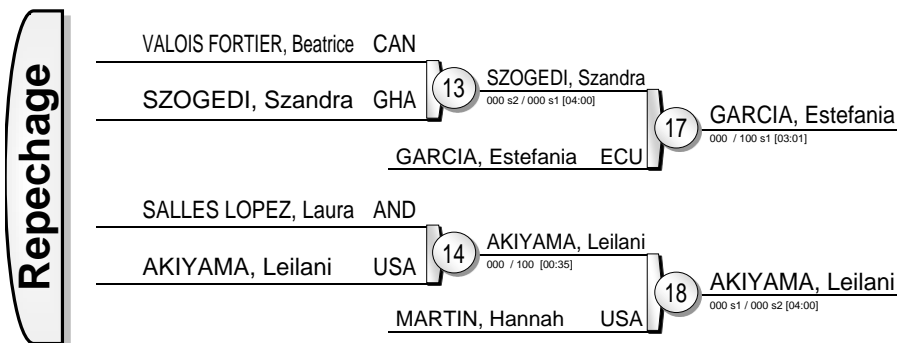 Repechage
VALOIS FORTIER, Beatrice CAN
SZOGEDI, Szandra GHA
13
SZOGEDI, Szandra
000 s2 / 000 s1 [04:00]
GARCIA, Estefania ECU
17
GARCIA, Estefania
000 / 100 s1 [03:01]
SALLES LOPEZ, Laura AND
AKIYAMA, Leilani USA
14
AKIYAMA, Leilani
000 / 100 [00:35]
MARTIN, Hannah USA
18
AKIYAMA, Leilani
000 s1 / 000 s2 [04:00]